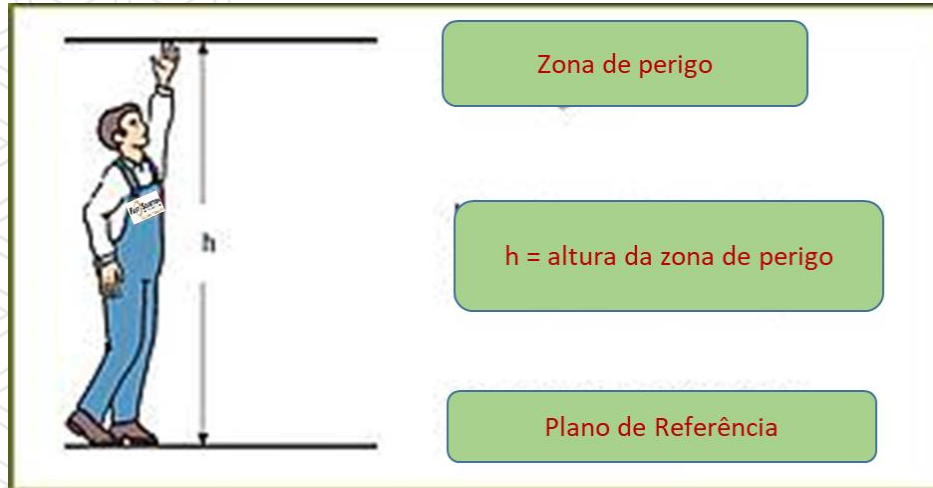 Zona de perigo
h
h = altura da zona de perigo
Plano de Referência